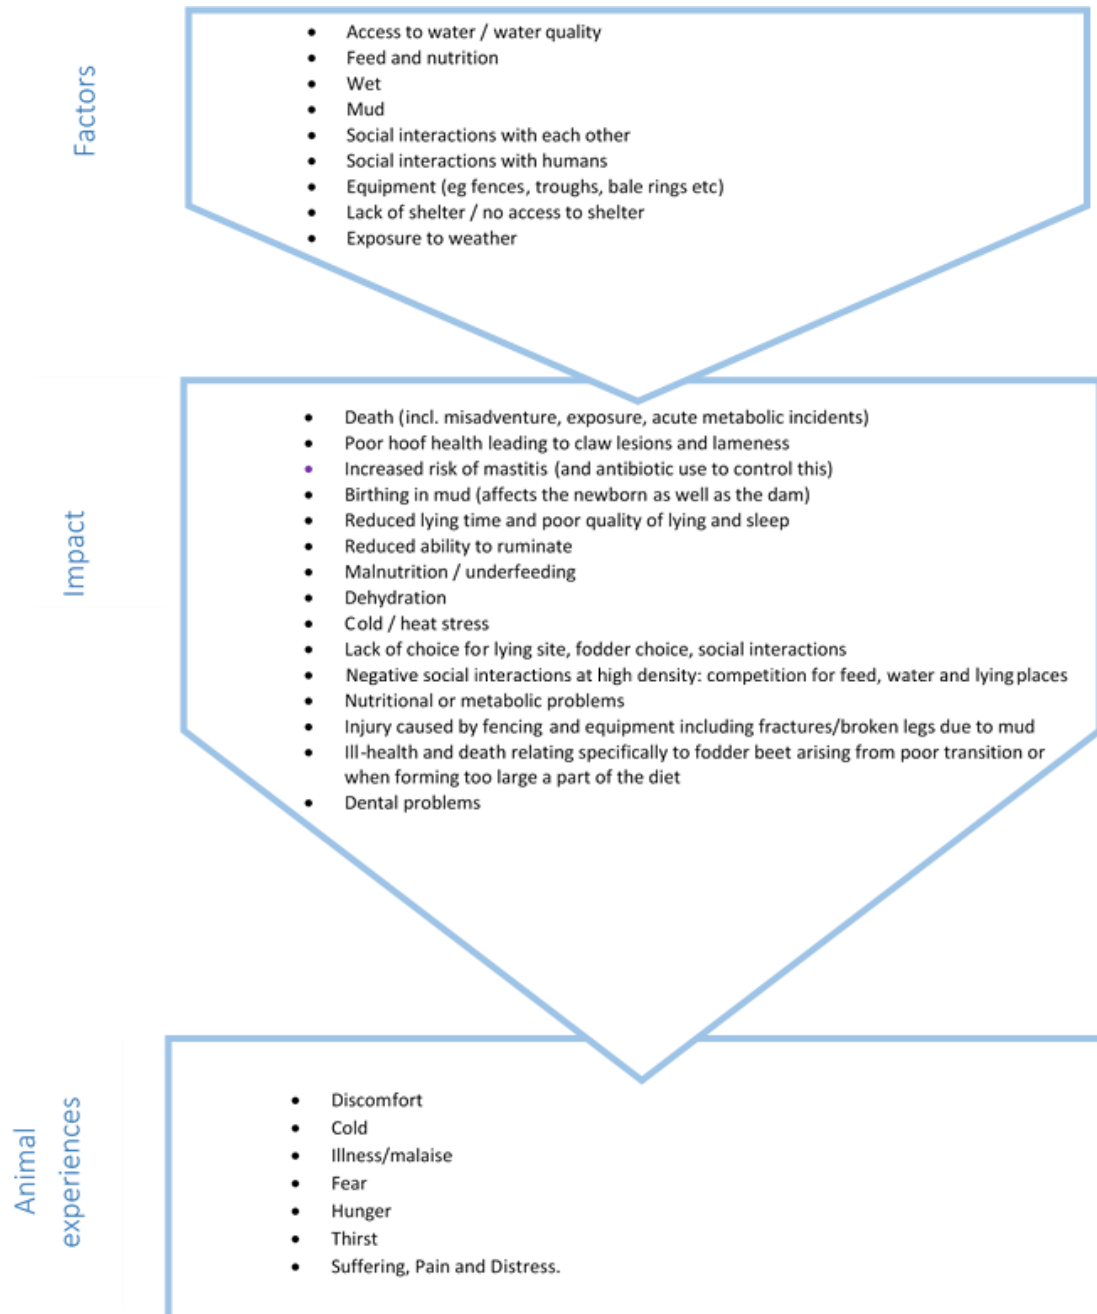 Factors
• Access to water / water quality
• Feed and nutrition
• Wet
• Mud
• Social interactions with each other
• Social interactions with humans
• Equipment (eg fences, troughs, bale rings etc)
• Lack of shelter / no access to shelter
• Exposure to weather
Impact
• Death (incl. misadventure, exposure, acute metabolic incidents)
• Poor hoof health leading to claw lesions and lameness
• Increased risk of mastitis (and antibiotic use to control this)
• Birthing in mud (affects the newborn as well as the dam)
• Reduced lying time and poor quality of lying and sleep
• Reduced ability to ruminate
• Malnutrition / underfeeding
• Dehydration
• Cold / heat stress
• Lack of choice for lying site, fodder choice, social interactions
• Negative social interactions at high density: competition for feed, water and lying places
• Nutritional or metabolic problems
• Injury caused by fencing and equipment including fractures/broken legs due to mud
• Ill-health and death relating specifically to fodder beet arising from poor transition or
when forming too large a part of the diet
• Dental problems
Animal
experiences
• Discomfort
• Cold
• Illness/malaise
• Fear
• Hunger
• Thirst
• Suffering, Pain and Distress.